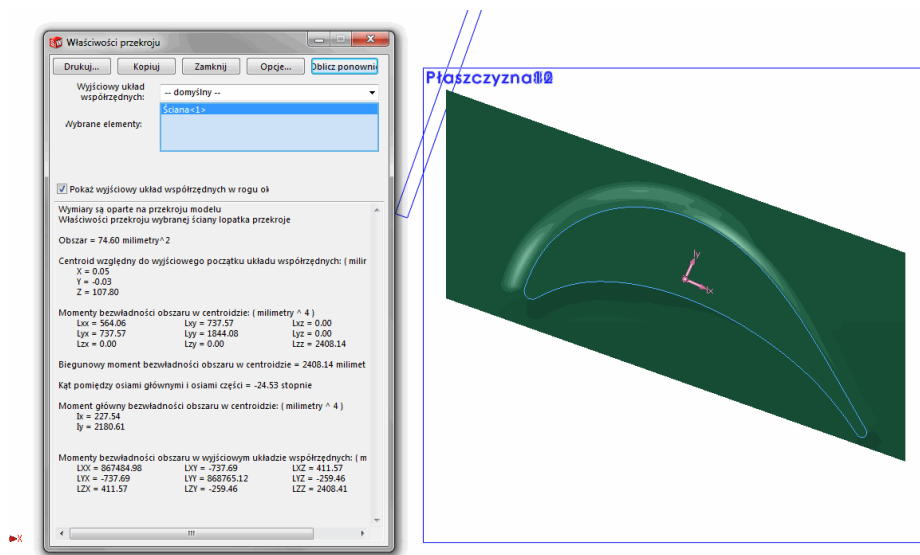 Właściwości przekroju
Drukuj... Kopiuj Zamknij Opcje... Oblicz ponownie
Wyjściowy układ
współrzędnych:
-- domyślny --
Wybrane elementy:
Ściana<1>
Pokaż wyjściowy układ współrzędnych w rogu ok
Wymiary są oparte na przekroju modelu
Właściwości przekroju wybranej ściany lopatka przekroje
Obszar = 74.60 milimetry^2
Centroid względny do wyjściowego początku układu współrzędnych: ( milir
X = 0.05
Y = -0.03
Z = 107.80
Momenty bezwładności obszaru w centroidzie: ( milimetry ^ 4 )
Lxx = 564.06 Lxy = 737.57 Lxz = 0.00
Lyx = 737.57 Lyy = 1844.08 Lyz = 0.00
Lzx = 0.00 Lzy = 0.00 Lzz = 2408.14
Biegunowy moment bezwładności obszaru w centroidzie = 2408.14 milimet
Kąt pomiędzy osiami głównymi i osiami części = -24.53 stopnie
Moment główny bezwładności obszaru w centroidzie: ( milimetry ^ 4 )
Ix = 227.54
Iy = 2180.61
Momenty bezwładności obszaru w wyjściowym układzie współrzędnych: ( m
LXX = 867484.98 LXY = -737.69 LXZ = 411.57
LYX = -737.69 LYY = 868765.12 LYZ = -259.46
LZX = 411.57 LZY = -259.46 LZZ = 2408.41
Płaszczyzna
Iy
Ix
X